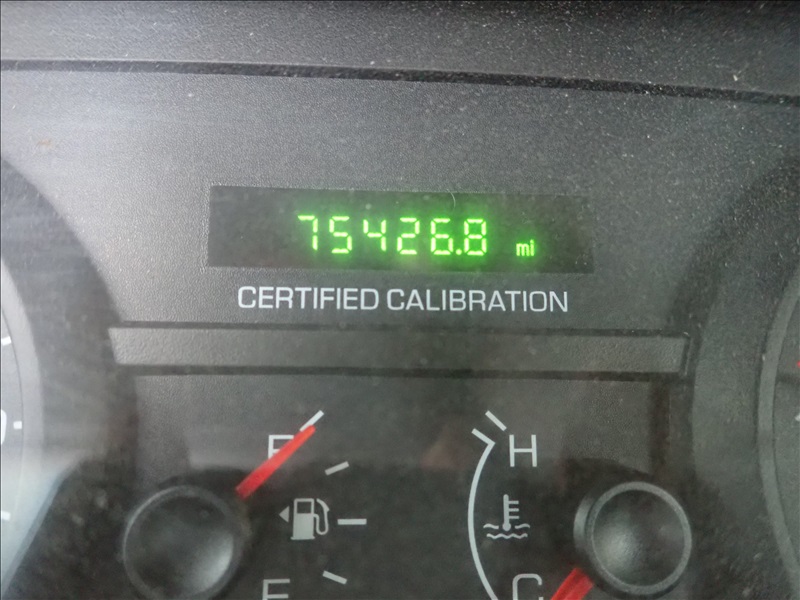 75426.8 mi
CERTIFIED CALIBRATION
F H
E C